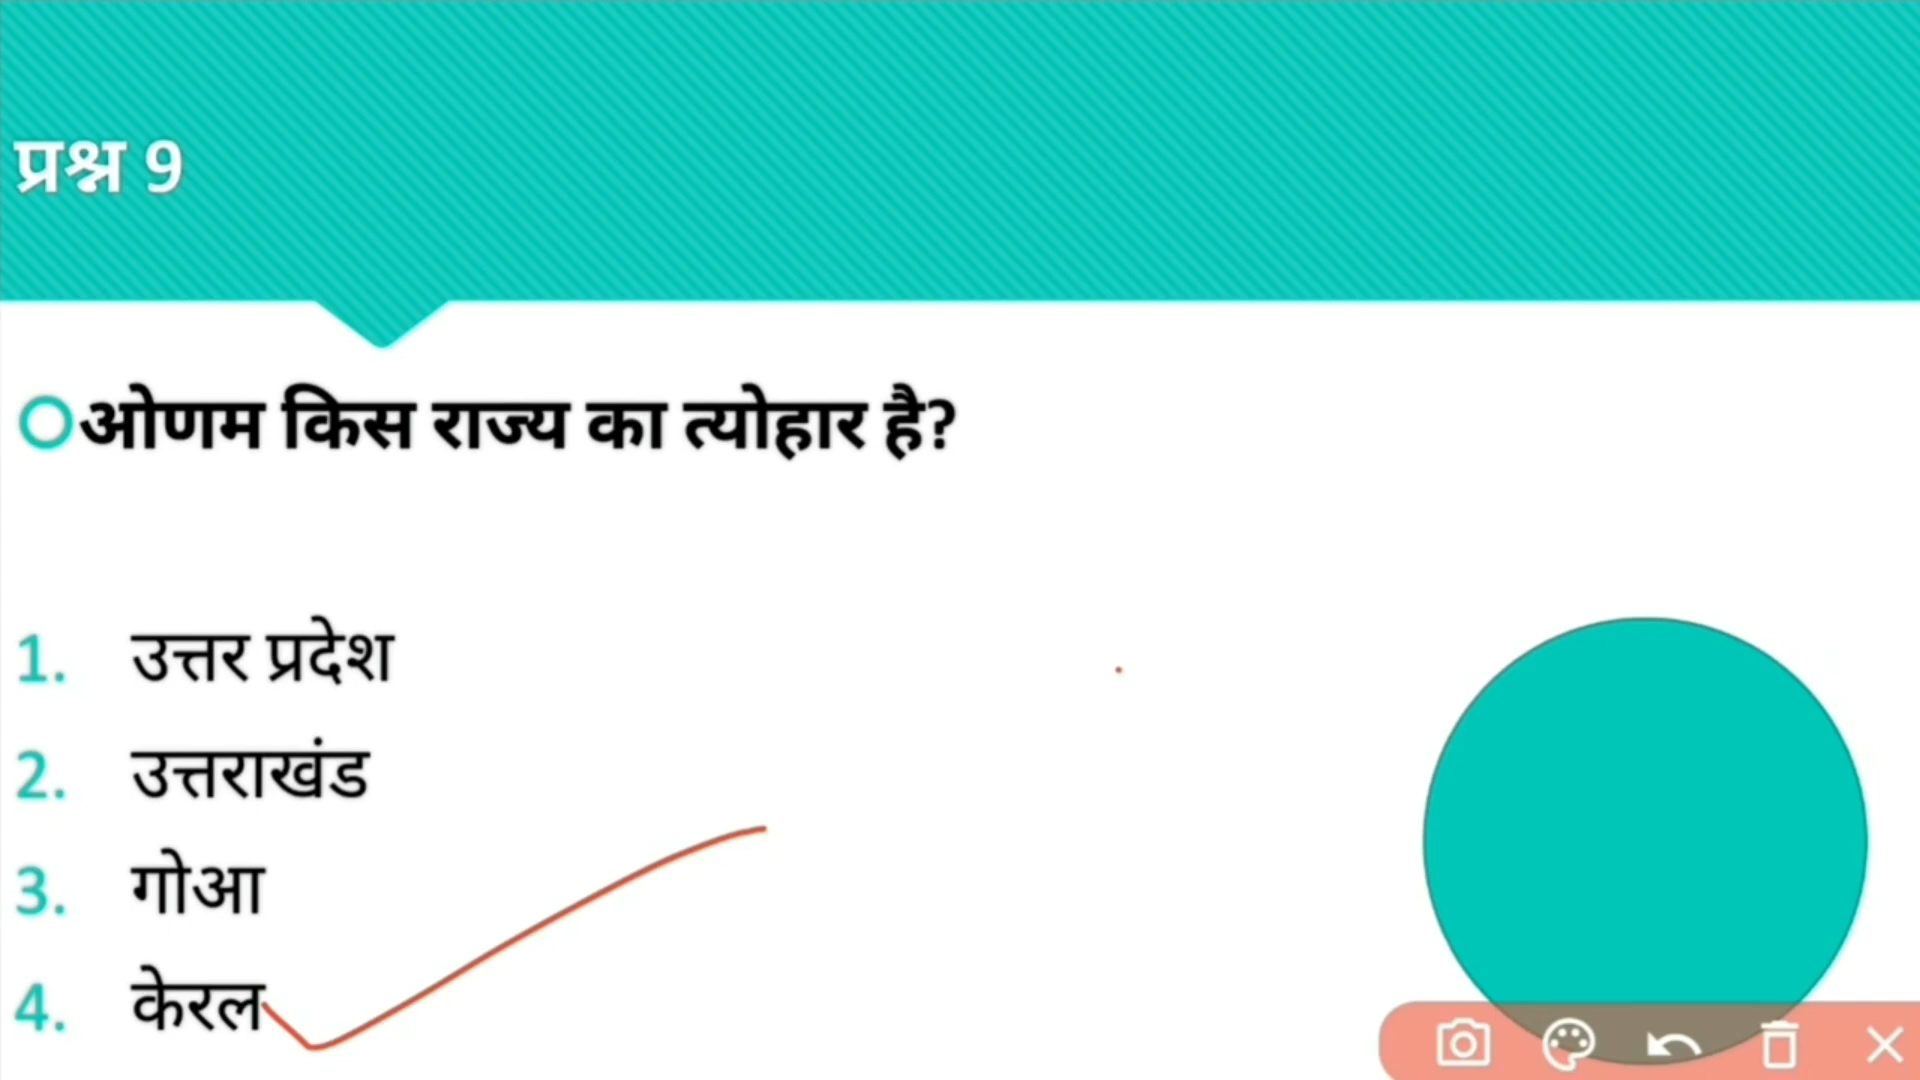 प्रश्न 9
ओणम किस राज्य का त्योहार है?
1. उत्तर प्रदेश
2. उत्तराखंड
3. गोआ
4. केरल